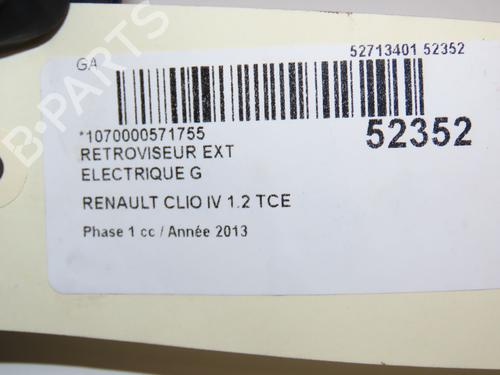 52713401 52352
GA
*1070000571755
52352
RETROVISEUR EXT
ELECTRIQUE G
RENAULT CLIO IV 1.2 TCE
Phase 1 cc / Année 2013
B-PARTS